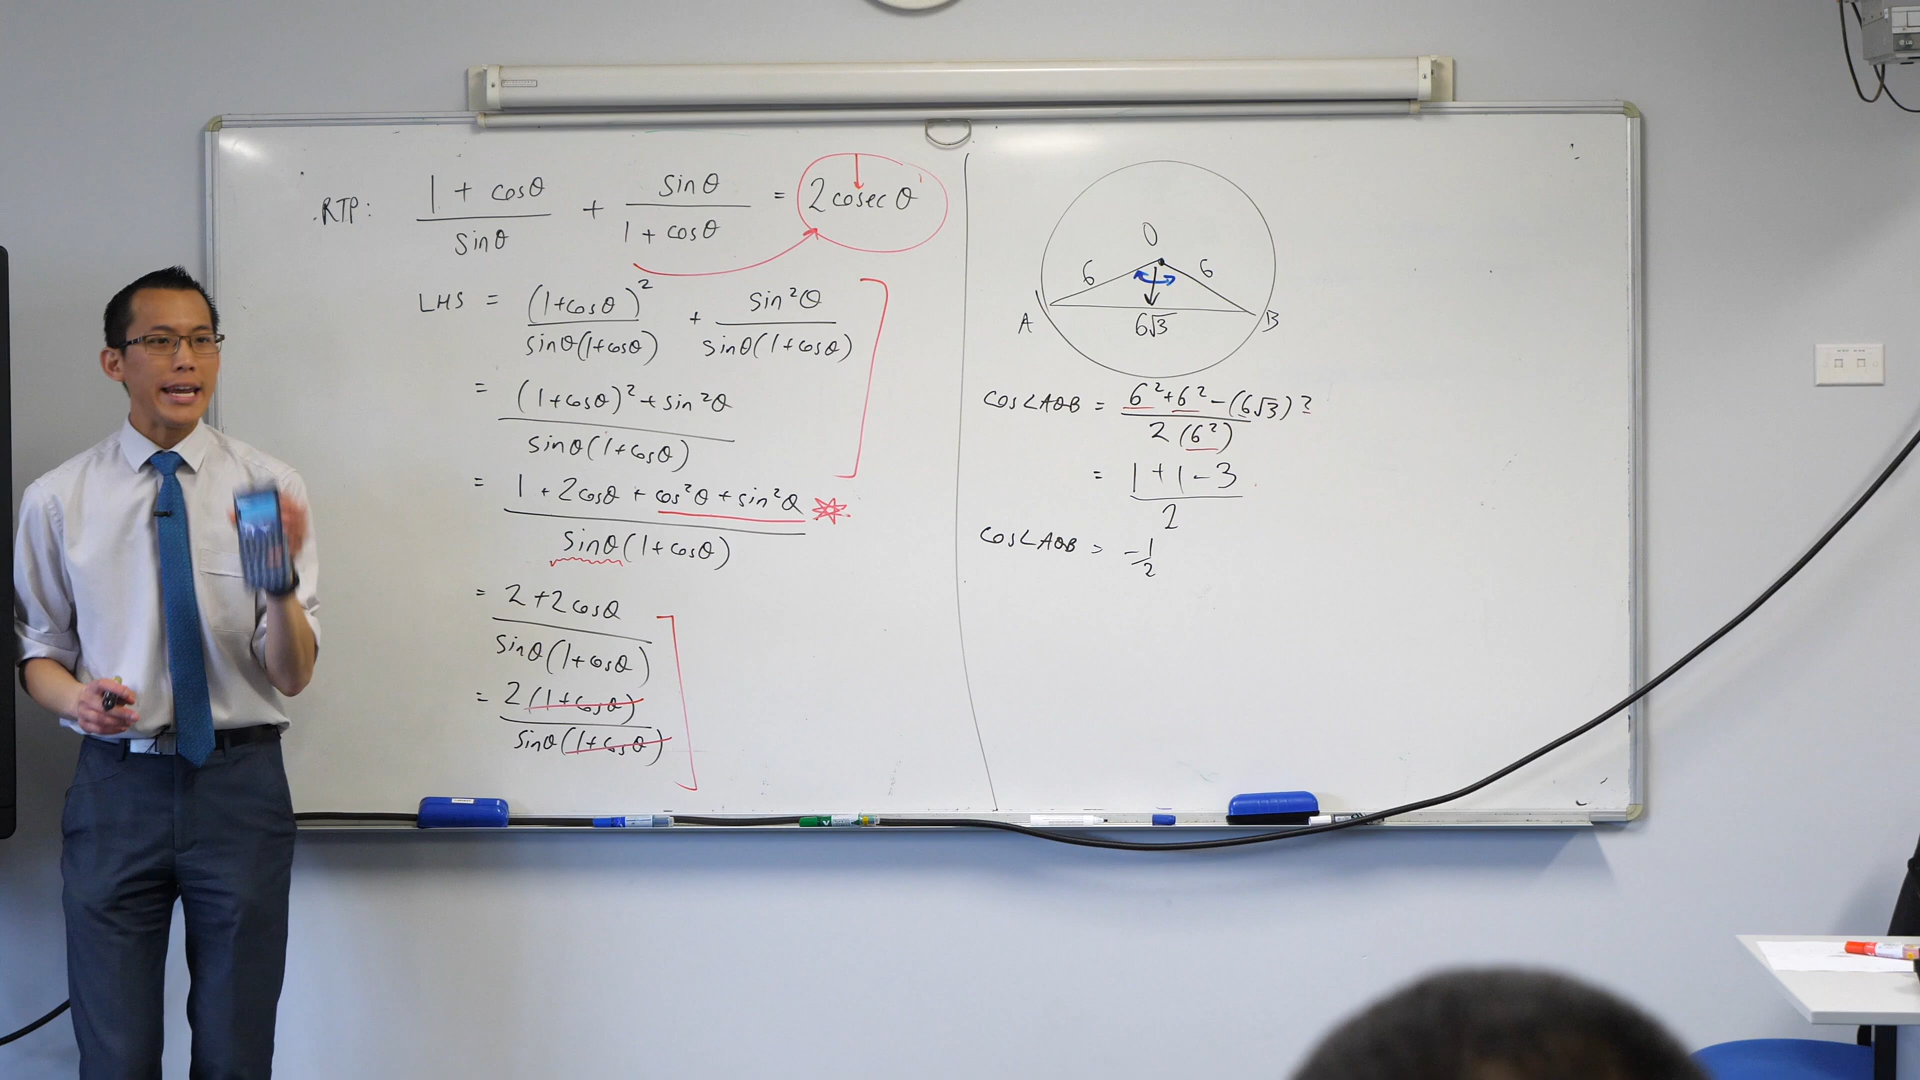 RTP: (1 + cosθ)/sinθ + sinθ/(1 + cosθ) = 2 cosec θ
LHS = (1+cosθ)²/sinθ(1+cosθ) + sin²θ/sinθ(1+cosθ)
= ((1+cosθ)² + sin²θ)/sinθ(1+cosθ)
= (1 + 2cosθ + cos²θ + sin²θ)/sinθ(1+cosθ)
= (2 + 2cosθ)/sinθ(1+cosθ)
= 2(1+cosθ)/sinθ(1+cosθ)
O
6 6
A 6√3 B
cos∠AOB = (6² + 6² - (6√3)²)/2(6²)
= (1 + 1 - 3)/2
cos∠AOB = -1/2